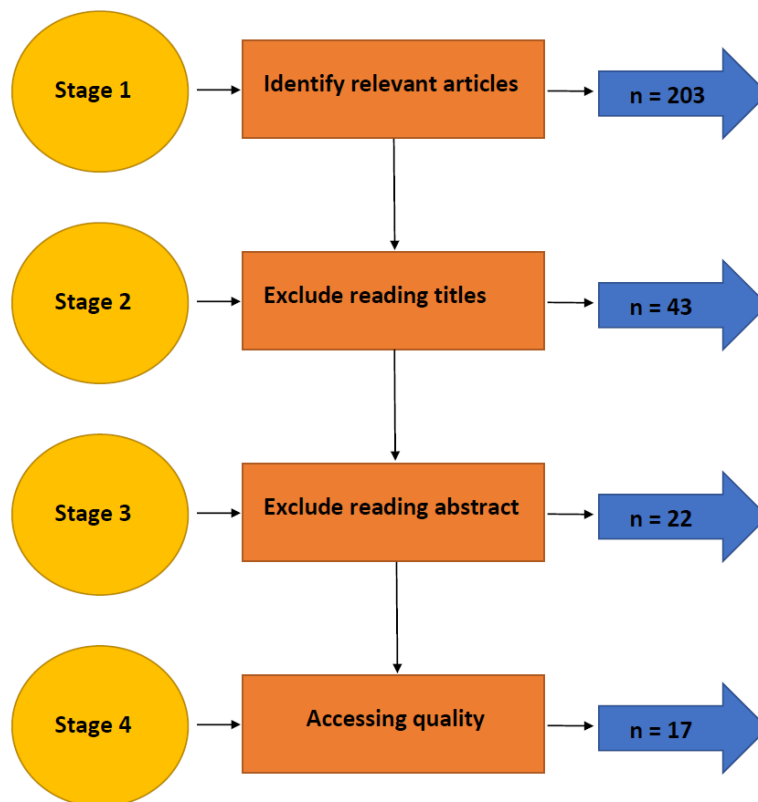 Stage 1
Identify relevant articles
n = 203
Stage 2
Exclude reading titles
n = 43
Stage 3
Exclude reading abstract
n = 22
Stage 4
Accessing quality
n = 17